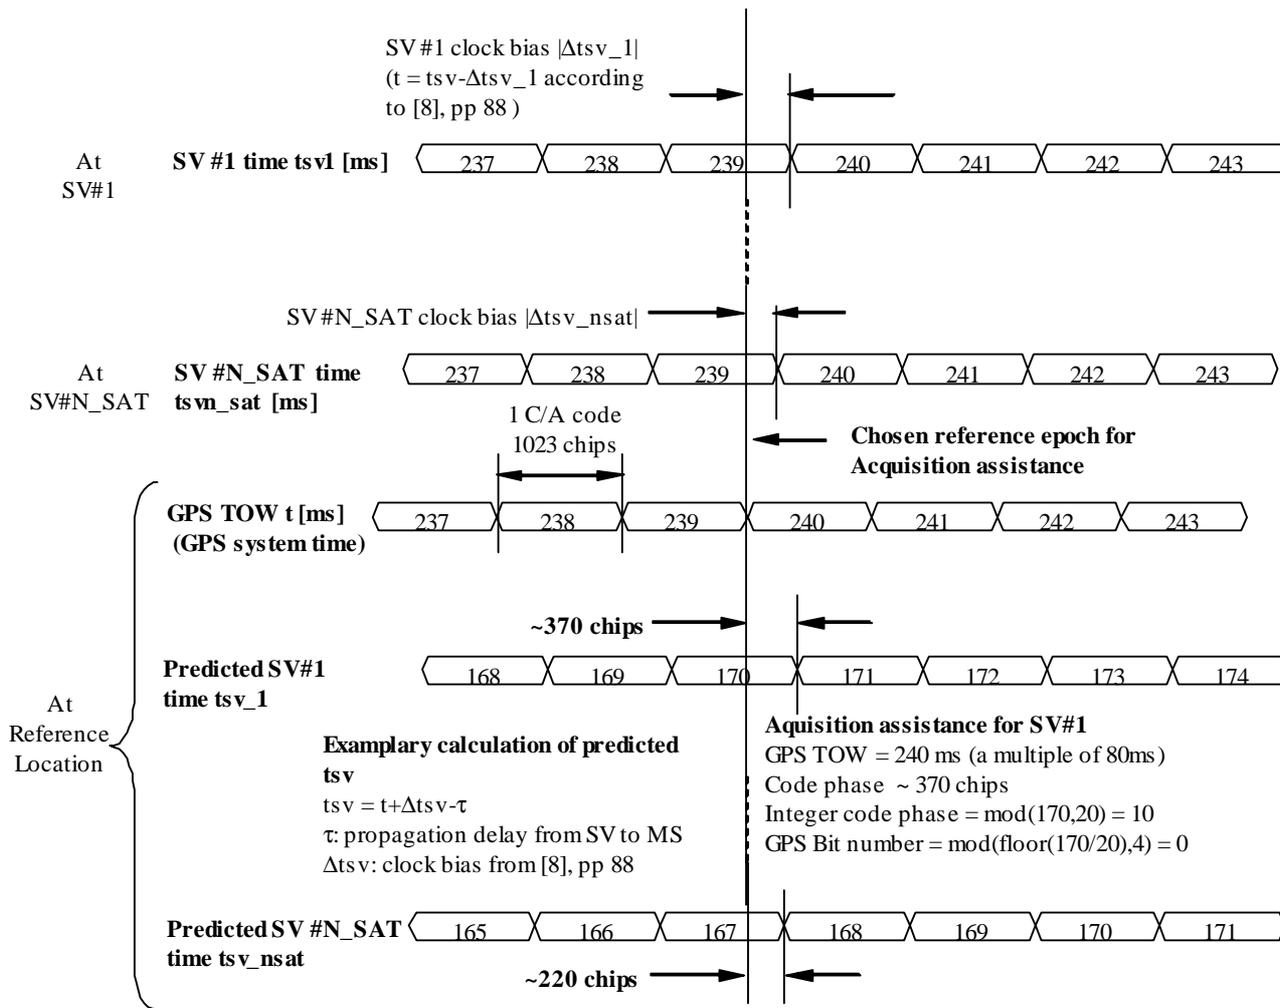 SV #1 clock bias |Δtsv_1|
(t = tsv-Δtsv_1 according
to [8], pp 88 )
At
SV#1
SV #1 time tsv1 [ms]
237 238 239 240 241 242 243
SV #N_SAT clock bias |Δtsv_nsat|
At
SV#N_SAT
SV #N_SAT time
tsvn_sat [ms]
237 238 239 240 241 242 243
1 C/A code
1023 chips
Chosen reference epoch for
Acquisition assistance
GPS TOW t [ms]
(GPS system time)
237 238 239 240 241 242 243
~370 chips
Predicted SV#1
time tsv_1
168 169 170 171 172 173 174
At
Reference
Location
Examplary calculation of predicted
tsv
tsv = t+Δtsv-τ
τ: propagation delay from SV to MS
Δtsv: clock bias from [8], pp 88
Aquisition assistance for SV#1
GPS TOW = 240 ms (a multiple of 80ms)
Code phase ~ 370 chips
Integer code phase = mod(170,20) = 10
GPS Bit number = mod(floor(170/20),4) = 0
Predicted SV #N_SAT
time tsv_nsat
165 166 167 168 169 170 171
~220 chips